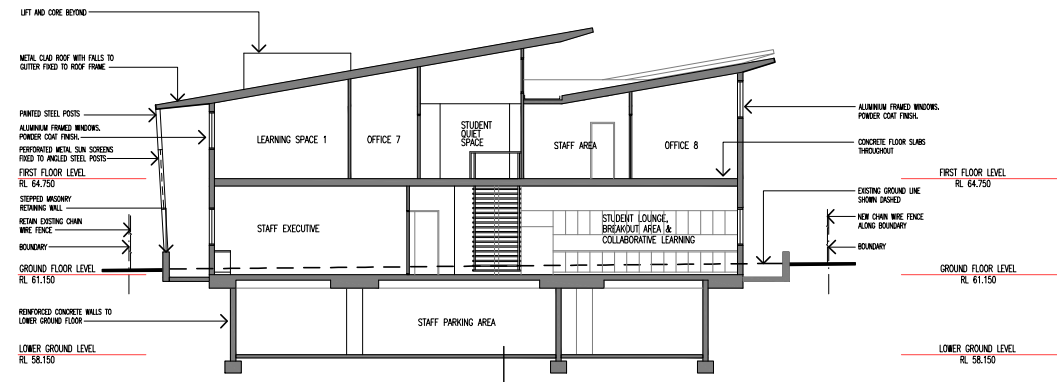 LIFT AND CORE BEYOND
METAL CLAD ROOF WITH FALLS TO
GUTTER FIXED TO ROOF FRAME
PAINTED STEEL POSTS
ALUMINIUM FRAMED WINDOWS.
POWDER COAT FINISH.
PERFORATED METAL SUN SCREENS
FIXED TO ANGLED STEEL POSTS
FIRST FLOOR LEVEL
RL 64.750
STEPPED MASONRY
RETAINING WALL
RETAIN EXISTING CHAIN
WIRE FENCE
BOUNDARY
GROUND FLOOR LEVEL
RL 61.150
REINFORCED CONCRETE WALLS TO
LOWER GROUND FLOOR
LOWER GROUND LEVEL
RL 58.150
LEARNING SPACE 1
OFFICE 7
STUDENT
QUIET
SPACE
STAFF AREA
OFFICE 8
STAFF EXECUTIVE
STUDENT LOUNGE,
BREAKOUT AREA &
COLLABORATIVE LEARNING
STAFF PARKING AREA
ALUMINIUM FRAMED WINDOWS.
POWDER COAT FINISH.
CONCRETE FLOOR SLABS
THROUGHOUT
FIRST FLOOR LEVEL
RL 64.750
EXISTING GROUND LINE
SHOWN DASHED
NEW CHAIN WIRE FENCE
ALONG BOUNDARY
BOUNDARY
GROUND FLOOR LEVEL
RL 61.150
LOWER GROUND LEVEL
RL 58.150